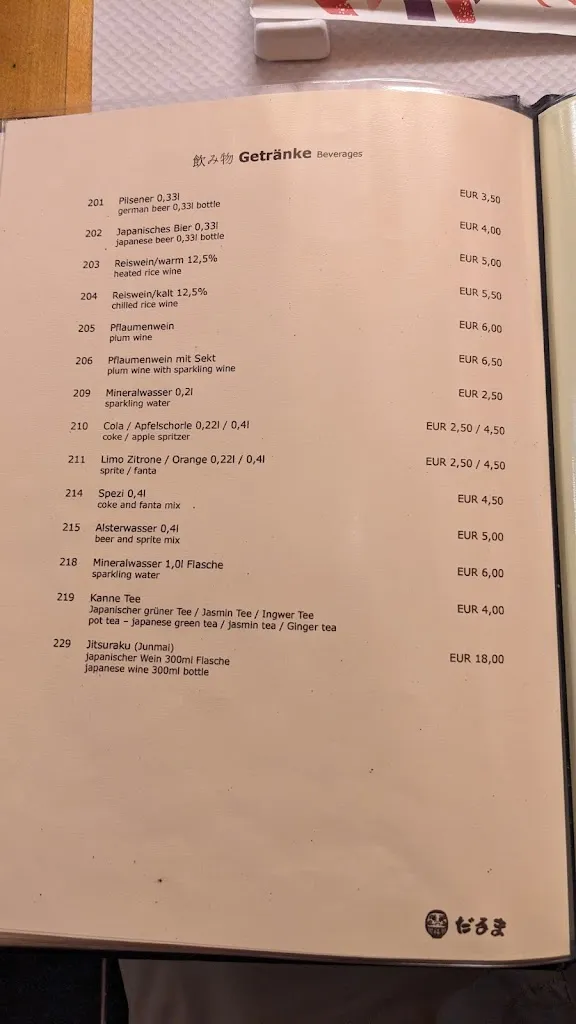 飲み物 Getränke Beverages
201 Pilsener 0,33l EUR 3,50
german beer 0,33l bottle
202 Japanisches Bier 0,33l EUR 4,00
japanese beer 0,33l bottle
203 Reiswein/warm 12,5% EUR 5,00
heated rice wine
204 Reiswein/kalt 12,5% EUR 5,50
chilled rice wine
205 Pflaumenwein EUR 6,00
plum wine
206 Pflaumenwein mit Sekt EUR 6,50
plum wine with sparkling wine
209 Mineralwasser 0,2l EUR 2,50
sparkling water
210 Cola / Apfelschorle 0,22l / 0,4l EUR 2,50 / 4,50
coke / apple spritzer
211 Limo Zitrone / Orange 0,22l / 0,4l EUR 2,50 / 4,50
sprite / fanta
214 Spezi 0,4l EUR 4,50
coke and fanta mix
215 Alsterwasser 0,4l EUR 5,00
beer and sprite mix
218 Mineralwasser 1,0l Flasche EUR 6,00
sparkling water
219 Kanne Tee EUR 4,00
Japanischer grüner Tee / Jasmin Tee / Ingwer Tee
pot tea – japanese green tea / jasmin tea / Ginger tea
229 Jitsuraku (Junmai) EUR 18,00
japanischer Wein 300ml Flasche
japanese wine 300ml bottle
だるま